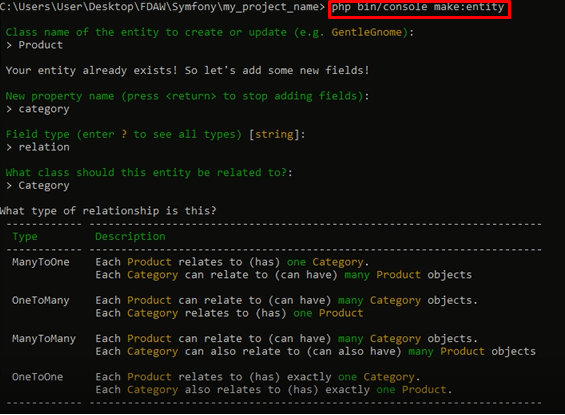 C:\Users\User\Desktop\FDAW\Symfony\my_project_name> php bin/console make:entity
Class name of the entity to create or update (e.g. GentleGnome):
> Product
Your entity already exists! So let's add some new fields!
New property name (press <return> to stop adding fields):
> category
Field type (enter ? to see all types) [string]:
> relation
What class should this entity be related to?:
> Category
What type of relationship is this?
Type Description
ManyToOne Each Product relates to (has) one Category.
Each Category can relate to (can have) many Product objects
OneToMany Each Product can relate to (can have) many Category objects.
Each Category relates to (has) one Product
ManyToMany Each Product can relate to (can have) many Category objects.
Each Category can also relate to (can also have) many Product objects
OneToOne Each Product relates to (has) exactly one Category.
Each Category also relates to (has) exactly one Product.